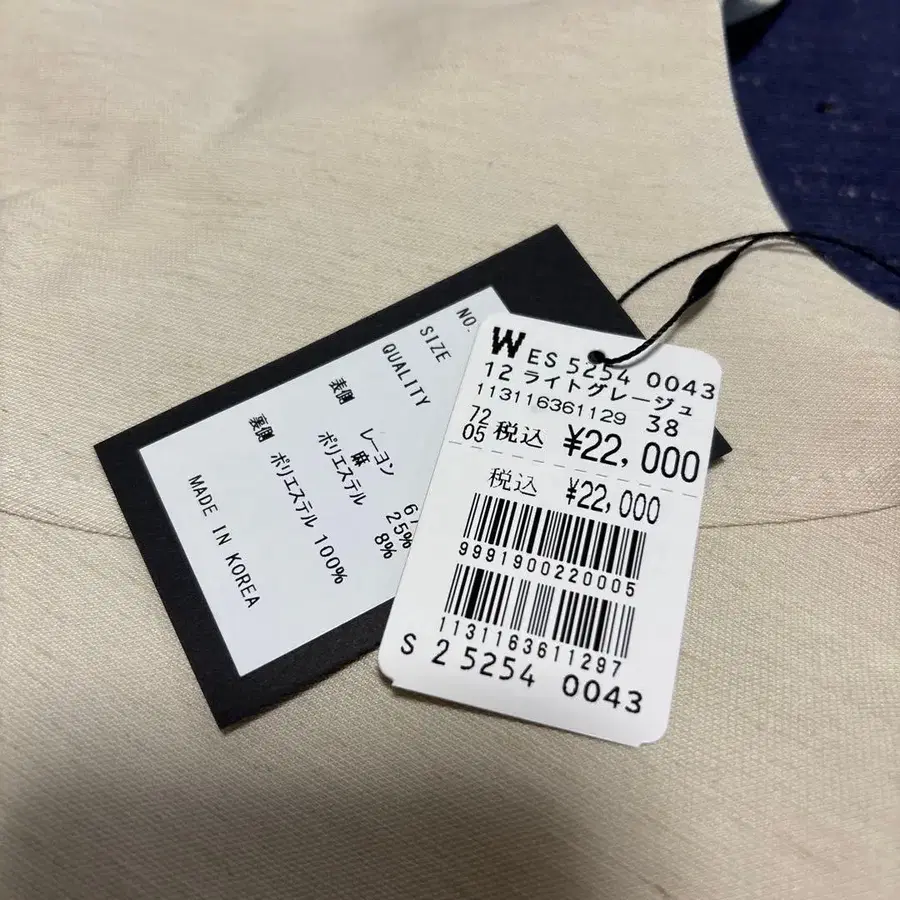 NO.
SIZE
QUALITY
表側
レーヨン
麻 25%
ポリエステル 8%
裏側
ポリエステル 100%
MADE IN KOREA
W ES 5254 0043
12 ライトグレージュ
113116361129 38
72
05 税込 ¥22,000
税込 ¥22,000
9991900220005
1131163611297
S 2 5254 0043